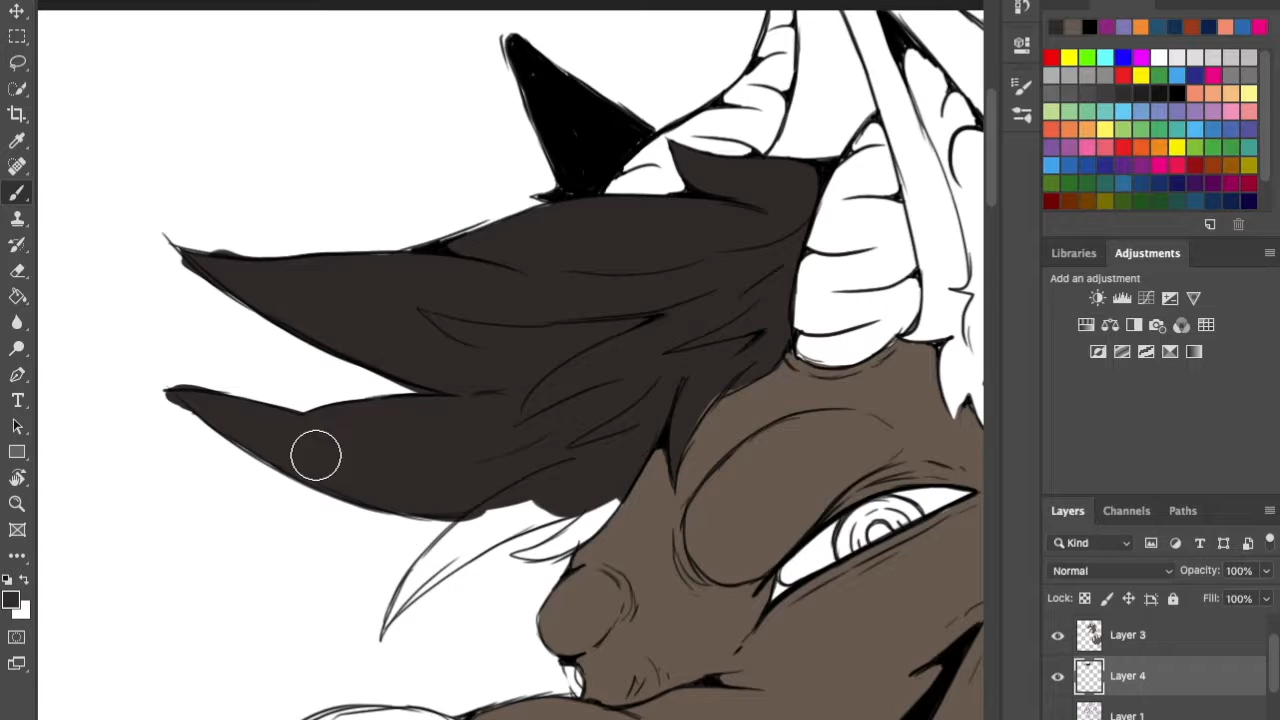 Libraries
Adjustments
Add an adjustment
Layers
Channels
Paths
Kind
Normal
Opacity: 100%
Lock:
Fill: 100%
Layer 3
Layer 4
Layer 1
T
T